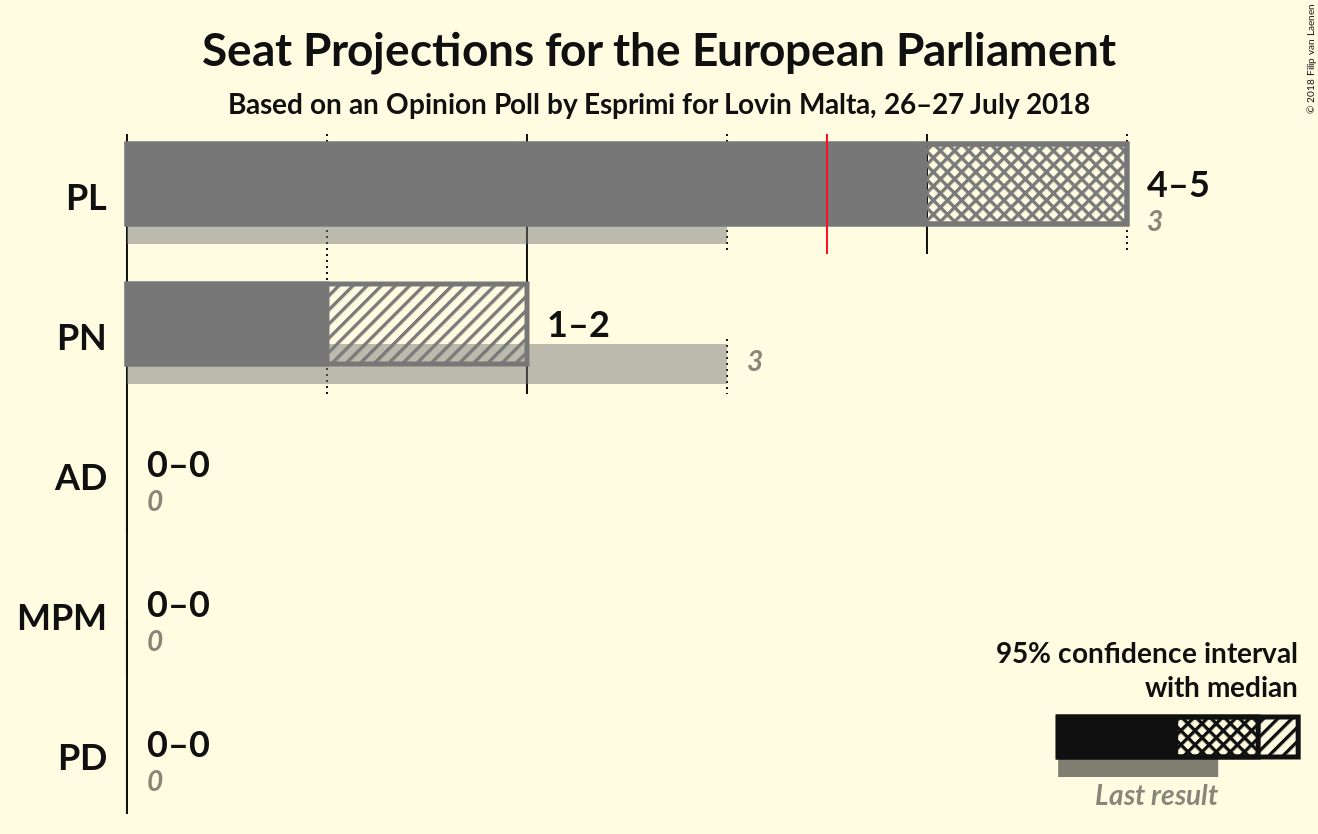 Seat Projections for the European Parliament
Based on an Opinion Poll by Esprimi for Lovin Malta, 26–27 July 2018
© 2018 Filip van Laenen
PL
4–5
3
PN
1–2
3
AD
0–0
0
MPM
0–0
0
PD
0–0
0
95% confidence interval
with median
Last result